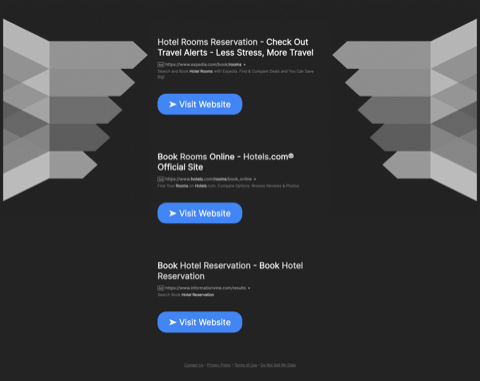 Hotel Rooms Reservation - Check Out
Travel Alerts - Less Stress, More Travel
Ad https://www.expedia.com/book/rooms
Search and Book Hotel Rooms with Expedia. Find & Compare Deals and You Can Save
Big!
➤ Visit Website
Book Rooms Online - Hotels.com®
Official Site
Ad https://www.hotels.com/rooms/book_online
Find Your Rooms on Hotels.com. Compare Options. Browse Reviews & Photos.
➤ Visit Website
Book Hotel Reservation - Book Hotel
Reservation
Ad https://www.informationvine.com/results
Search Book Hotel Reservation
➤ Visit Website
Contact Us | Privacy Policy | Terms of Use | Do Not Sell My Data